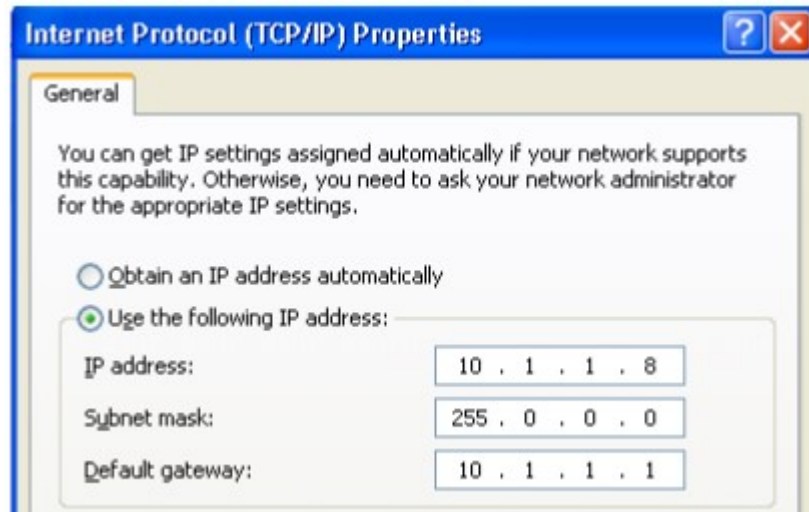 Internet Protocol (TCP/IP) Properties
General
You can get IP settings assigned automatically if your network supports
this capability. Otherwise, you need to ask your network administrator
for the appropriate IP settings.
Obtain an IP address automatically
Use the following IP address:
IP address: 10 . 1 . 1 . 8
Subnet mask: 255 . 0 . 0 . 0
Default gateway: 10 . 1 . 1 . 1